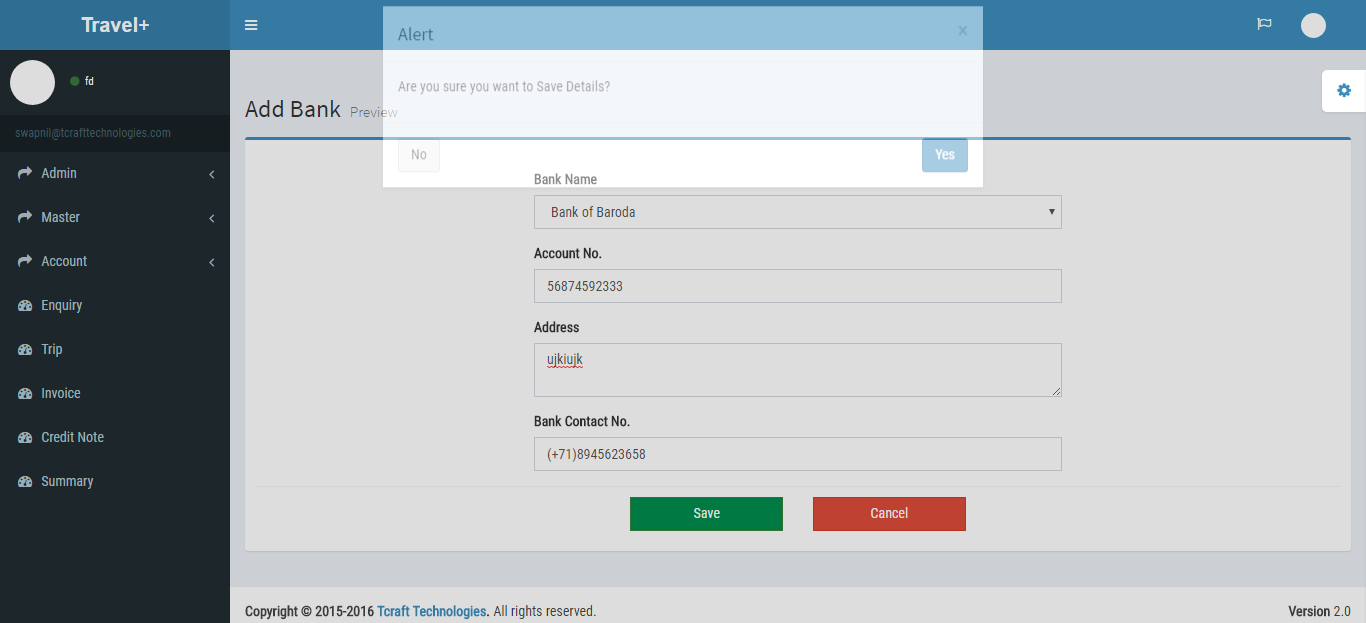 Travel+
fd
swapnil@tcrafttechnologies.com
Admin
Master
Account
Enquiry
Trip
Invoice
Credit Note
Summary
Alert x
Are you sure you want to Save Details?
No Yes
Add Bank Preview
Bank Name
Bank of Baroda
Account No.
56874592333
Address
ujkiujk
Bank Contact No.
(+71)8945623658
Save Cancel
Copyright © 2015-2016 Tcraft Technologies. All rights reserved. Version 2.0